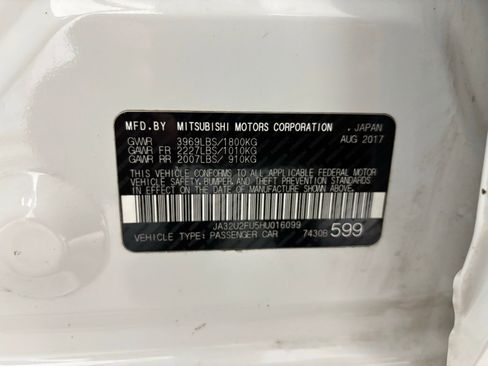 MFD.BY MITSUBISHI MOTORS CORPORATION , JAPAN
GVWR 3969LBS/1800KG AUG 2017
GAWR FR 2227LBS/1010KG
GAWR RR 2007LBS/ 910KG
THIS VEHICLE CONFORMS TO ALL APPLICABLE FEDERAL MOTOR
VEHICLE SAFETY, BUMPER, AND THEFT PREVENTION STANDARDS
IN EFFECT ON THE DATE OF MANUFACTURE SHOWN ABOVE.
JA32U2FU5HU016099
VEHICLE TYPE: PASSENGER CAR 7430B 599